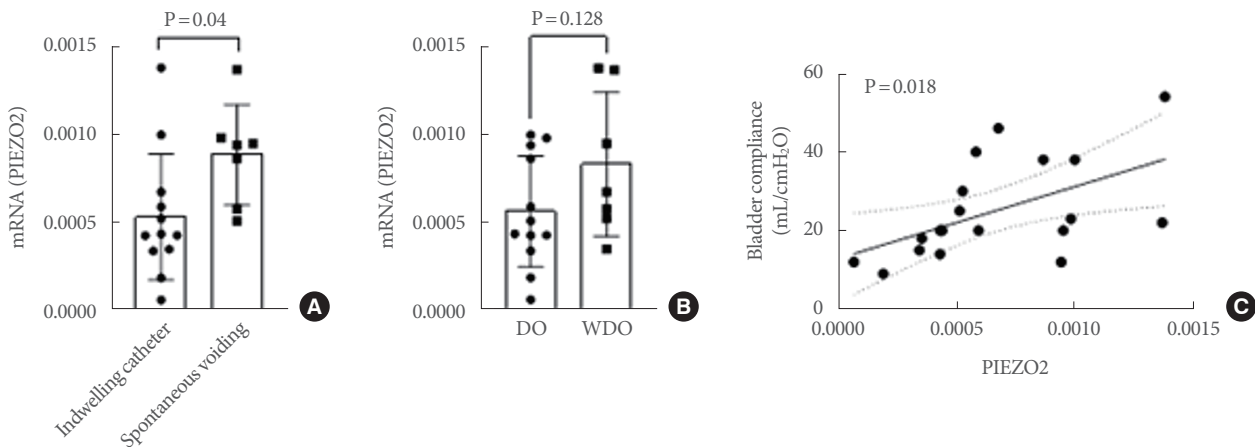 P = 0.04
0.0015
0.0010
0.0005
0.0000
mRNA (PIEZO2)
Indwelling catheter
Spontaneous voiding
A
P = 0.128
0.0015
0.0010
0.0005
0.0000
mRNA (PIEZO2)
DO WDO
B
P = 0.018
60
40
20
0
Bladder compliance
(mL/cmH₂O)
0.0000 0.0005 0.0010 0.0015
PIEZO2
C